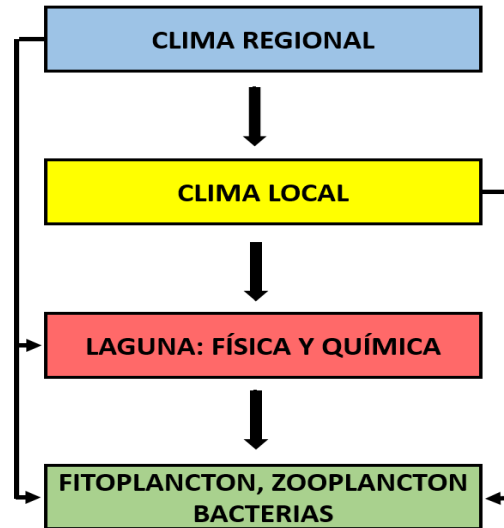 CLIMA REGIONAL
CLIMA LOCAL
LAGUNA: FÍSICA Y QUÍMICA
FITOPLANCTON, ZOOPLANCTON
BACTERIAS